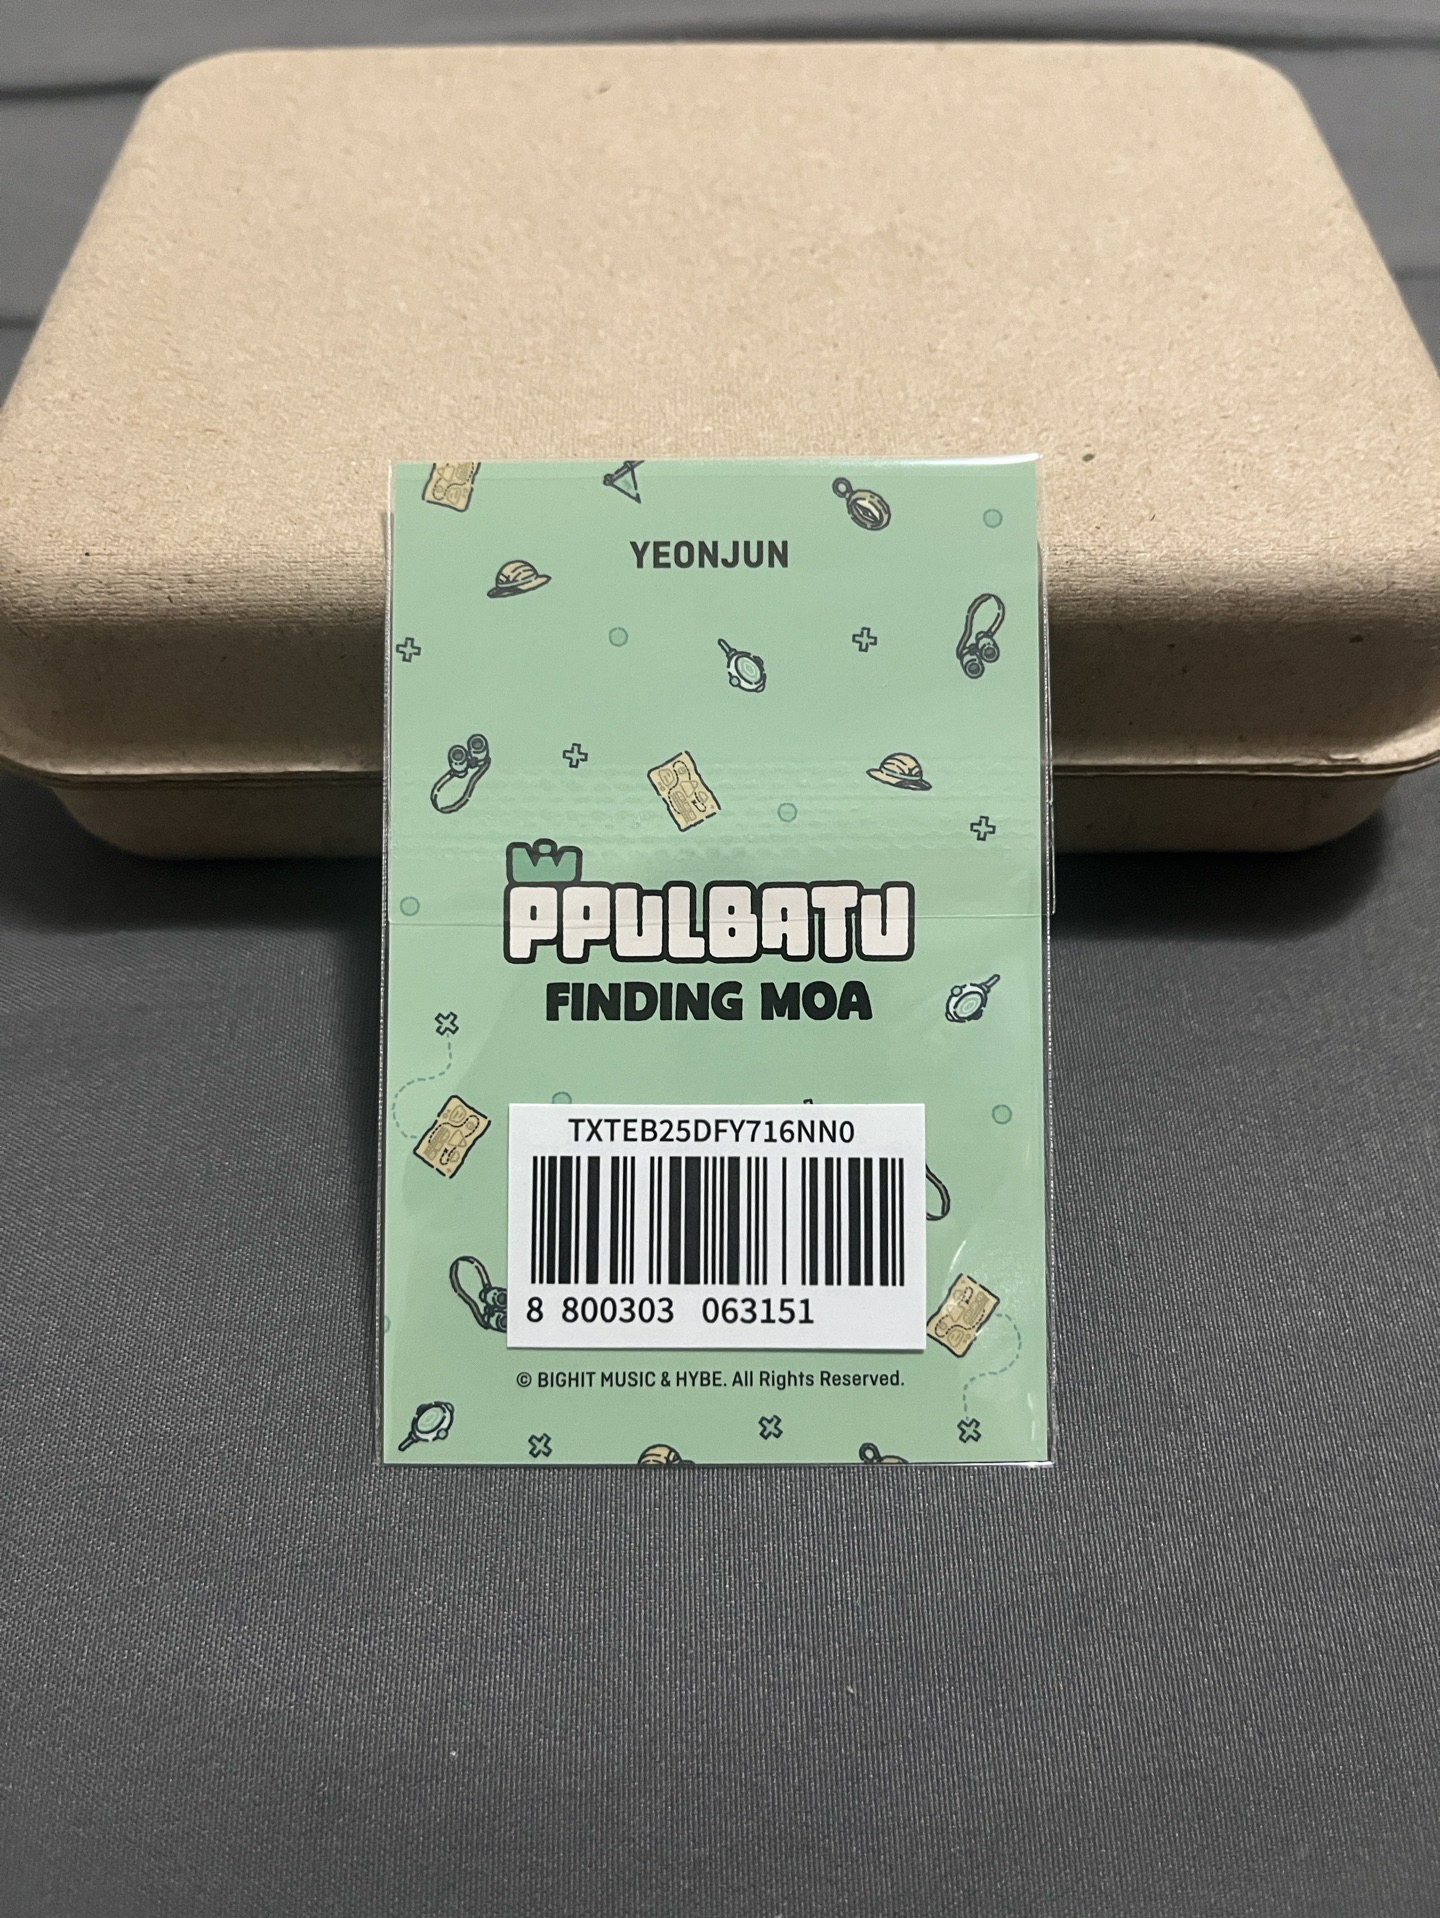 YEONJUN
PPULBATU
FINDING MOA
TXTEB25DFY716NN0
8 800303 063151
© BIGHIT MUSIC & HYBE. All Rights Reserved.